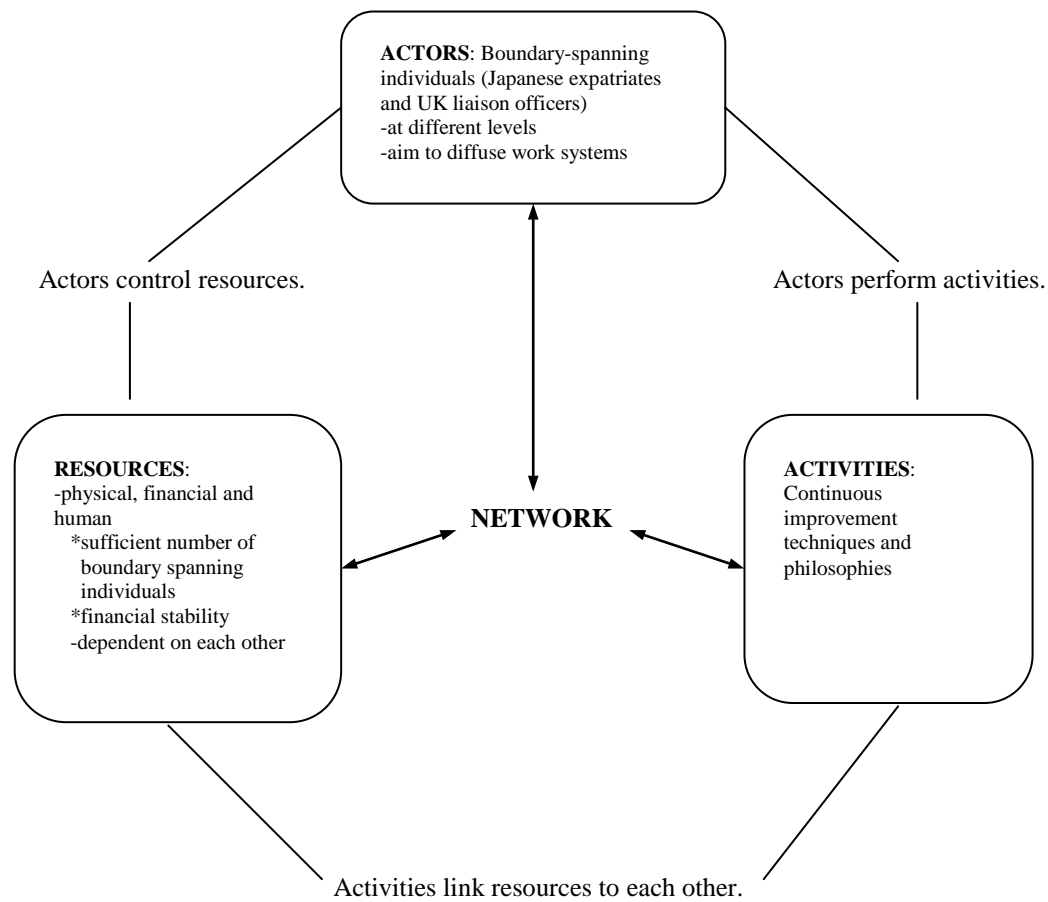 ACTORS: Boundary-spanning
individuals (Japanese expatriates
and UK liaison officers)
-at different levels
-aim to diffuse work systems
Actors control resources.
Actors perform activities.
RESOURCES:
-physical, financial and
human
*sufficient number of
boundary spanning
individuals
*financial stability
-dependent on each other
NETWORK
ACTIVITIES:
Continuous
improvement
techniques and
philosophies
Activities link resources to each other.